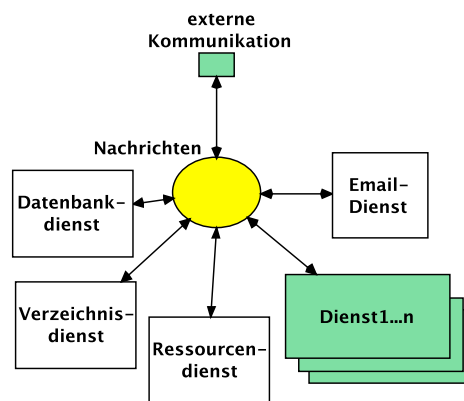 externe
Kommunikation
Nachrichten
Datenbank-
dienst
Email-
Dienst
Verzeichnis-
dienst
Ressourcen-
dienst
Dienst1...n